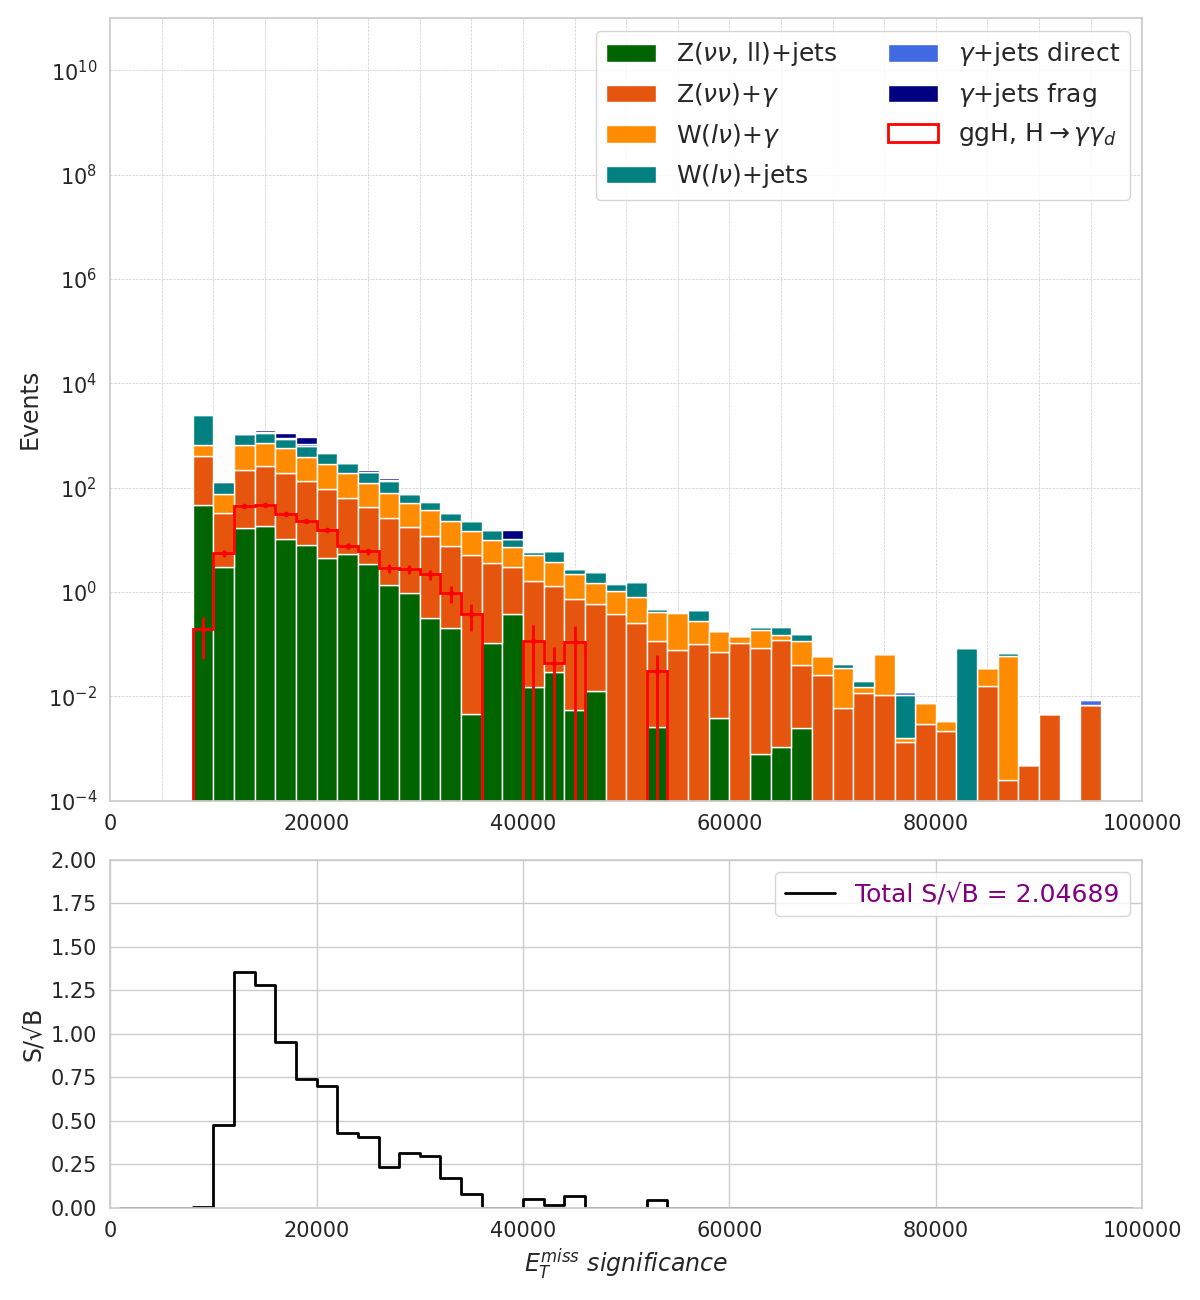 Z(νν, ll)+jets
Z(νν)+γ
W(lν)+γ
W(lν)+jets
γ+jets direct
γ+jets frag
ggH, H→γγ_d
Events
10^10
10^8
10^6
10^4
10^2
10^0
10^−2
10^−4
0 20000 40000 60000 80000 100000
Total S/√B = 2.04689
S/√B
2.00
1.75
1.50
1.25
1.00
0.75
0.50
0.25
0.00
0 20000 40000 60000 80000 100000
E_T^miss significance